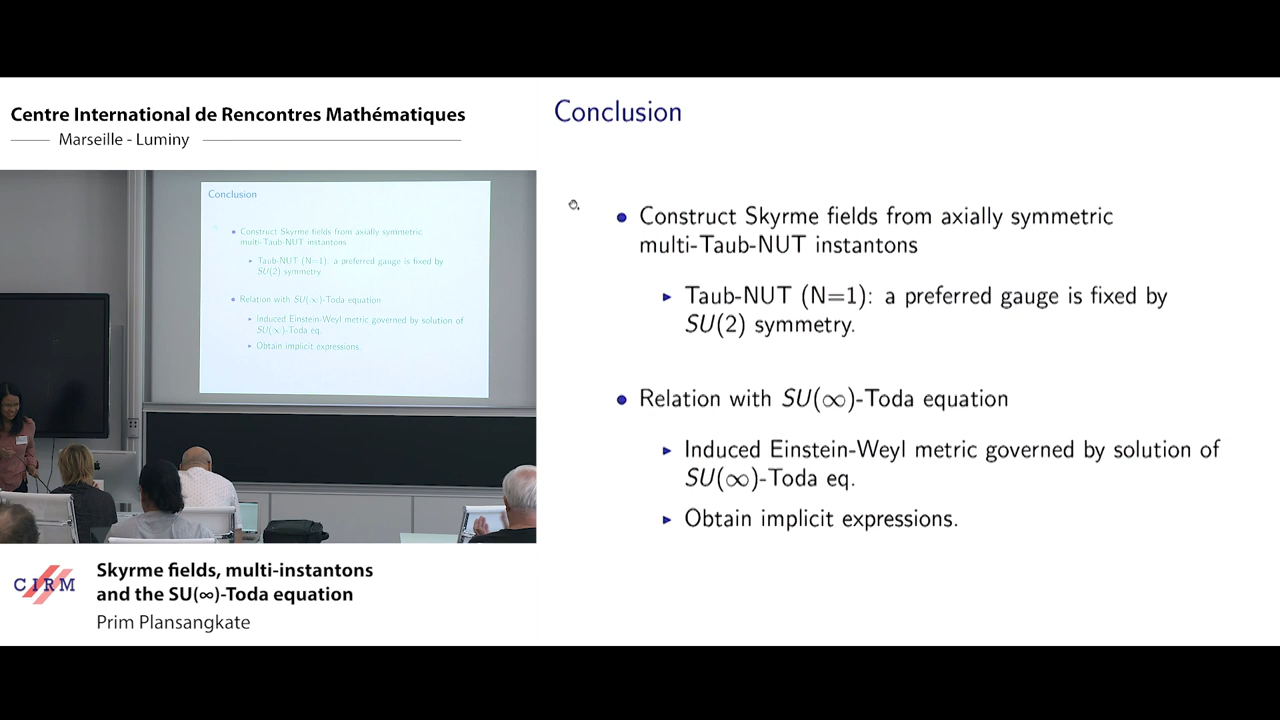 Centre International de Rencontres Mathématiques
Marseille - Luminy
Conclusion
• Construct Skyrme fields from axially symmetric
multi-Taub-NUT instantons
▸ Taub-NUT (N=1): a preferred gauge is fixed by
SU(2) symmetry.
• Relation with SU(∞)-Toda equation
▸ Induced Einstein-Weyl metric governed by solution of
SU(∞)-Toda eq.
▸ Obtain implicit expressions.
Conclusion
• Construct Skyrme fields from axially symmetric
multi-Taub-NUT instantons
▸ Taub-NUT (N=1): a preferred gauge is fixed by
SU(2) symmetry.
• Relation with SU(∞)-Toda equation
▸ Induced Einstein-Weyl metric governed by solution of
SU(∞)-Toda eq.
▸ Obtain implicit expressions.
CIRM
Skyrme fields, multi-instantons
and the SU(∞)-Toda equation
Prim Plansangkate